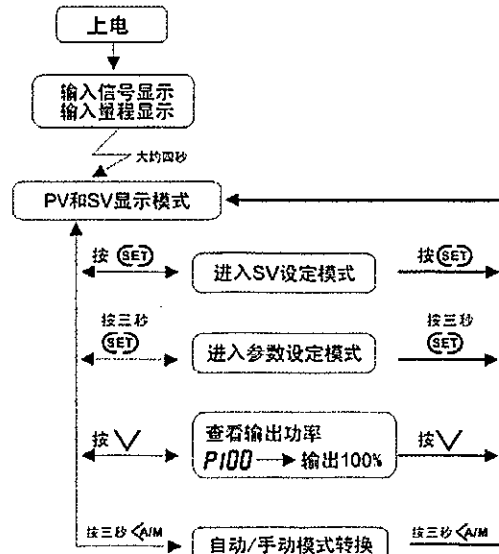 上电
输入信号显示
输入量程显示
大约四秒
PV和SV显示模式
按 SET
进入SV设定模式
按 SET
按三秒
SET
进入参数设定模式
按三秒
SET
按
查看输出功率
P100 输出100%
按
按三秒 A/M
自动/手动模式转换
按三秒 A/M